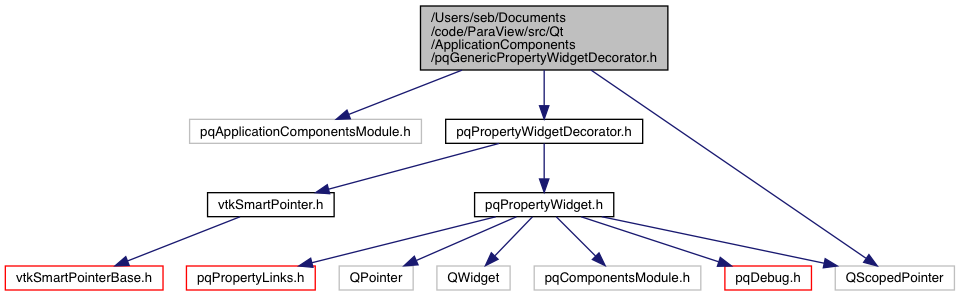 /Users/seb/Documents
/code/ParaView/src/Qt
/ApplicationComponents
/pqGenericPropertyWidgetDecorator.h
pqApplicationComponentsModule.h
pqPropertyWidgetDecorator.h
vtkSmartPointer.h
pqPropertyWidget.h
vtkSmartPointerBase.h
pqPropertyLinks.h
QPointer
QWidget
pqComponentsModule.h
pqDebug.h
QScopedPointer